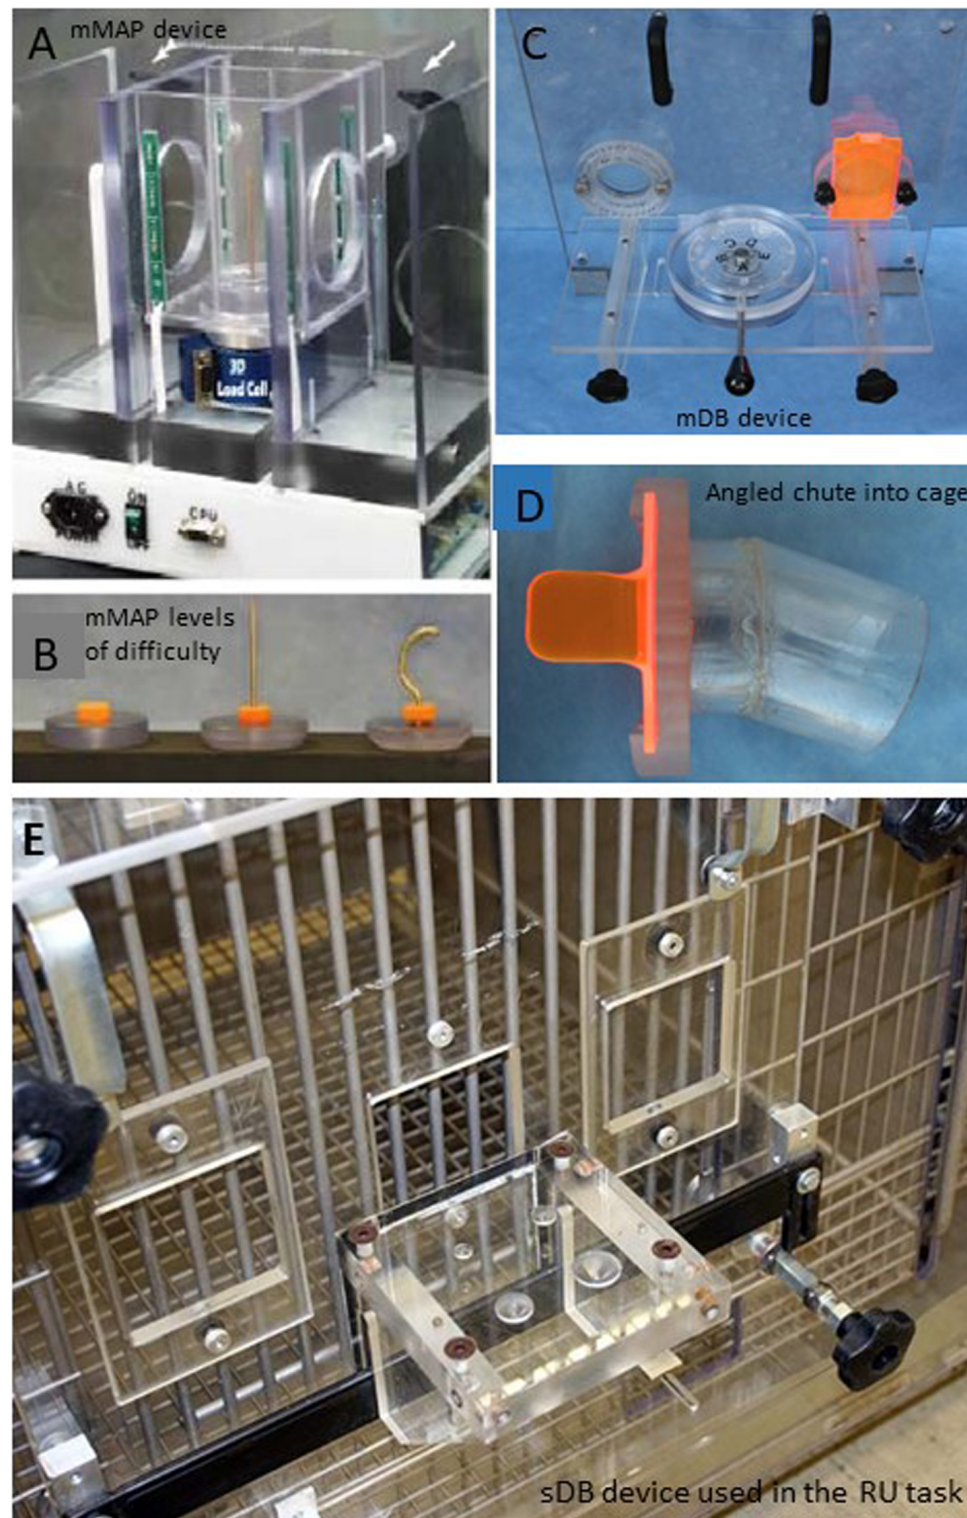 A
mMAP device
3D
Load Cell
AC
POWER
ON
OFF
CPU
mMAP levels
of difficulty
B
C
D C B A E
mDB device
D
Angled chute into cage
E
sDB device used in the RU task